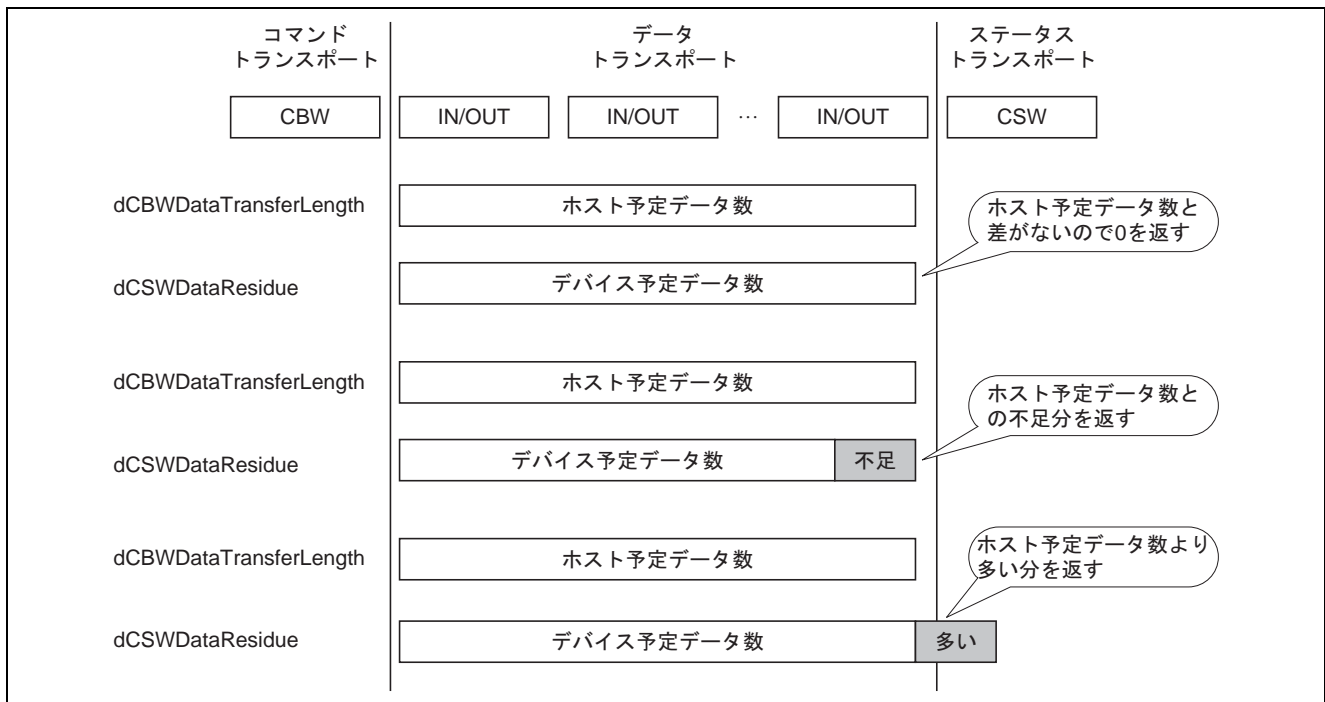 コマンド
トランスポート
データ
トランスポート
ステータス
トランスポート
CBW
IN/OUT
IN/OUT
…
IN/OUT
CSW
dCBWDataTransferLength
ホスト予定データ数
ホスト予定データ数と
差がないので0を返す
dCSWDataResidue
デバイス予定データ数
dCBWDataTransferLength
ホスト予定データ数
ホスト予定データ数と
の不足分を返す
dCSWDataResidue
デバイス予定データ数
不足
dCBWDataTransferLength
ホスト予定データ数
ホスト予定データ数より
多い分を返す
dCSWDataResidue
デバイス予定データ数
多い